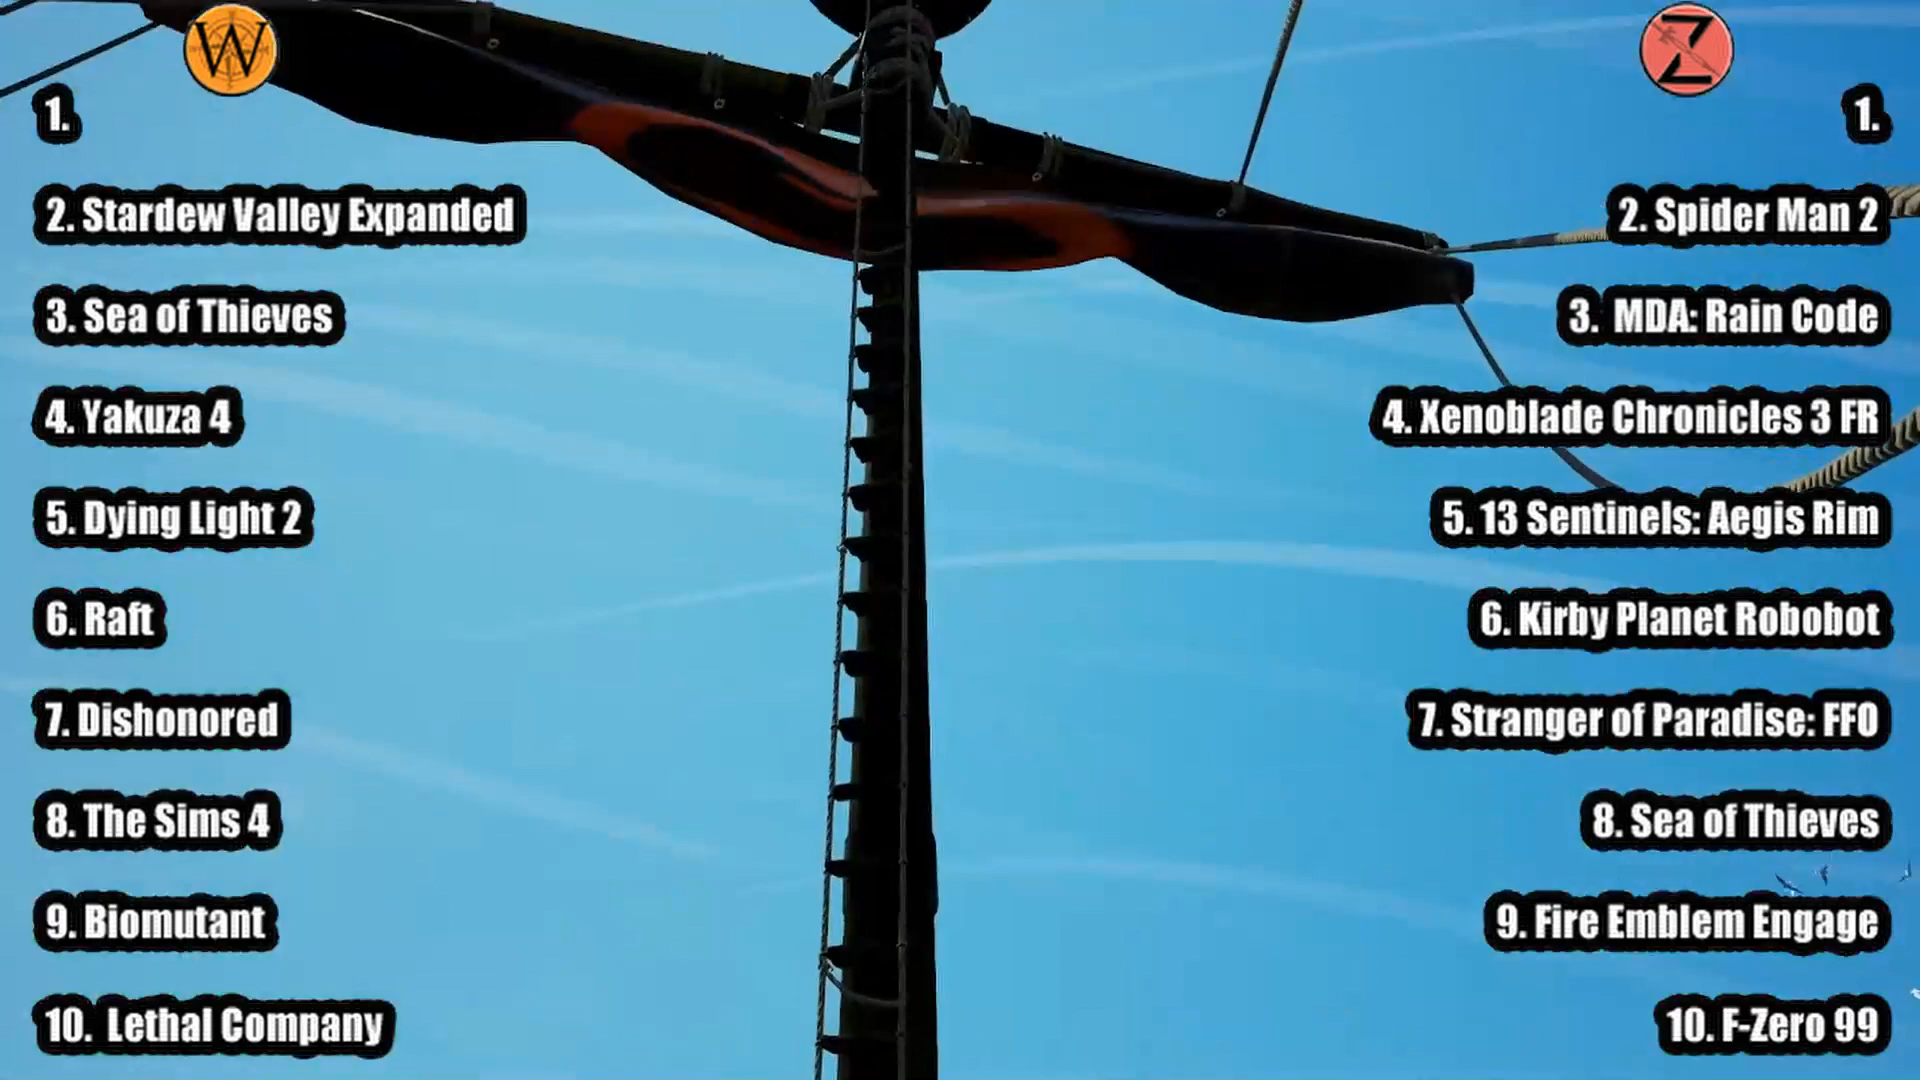 W
1.
2. Stardew Valley Expanded
3. Sea of Thieves
4. Yakuza 4
5. Dying Light 2
6. Raft
7. Dishonored
8. The Sims 4
9. Biomutant
10. Lethal Company
Z
1.
2. Spider Man 2
3. MDA: Rain Code
4. Xenoblade Chronicles 3 FR
5. 13 Sentinels: Aegis Rim
6. Kirby Planet Robobot
7. Stranger of Paradise: FFO
8. Sea of Thieves
9. Fire Emblem Engage
10. F-Zero 99